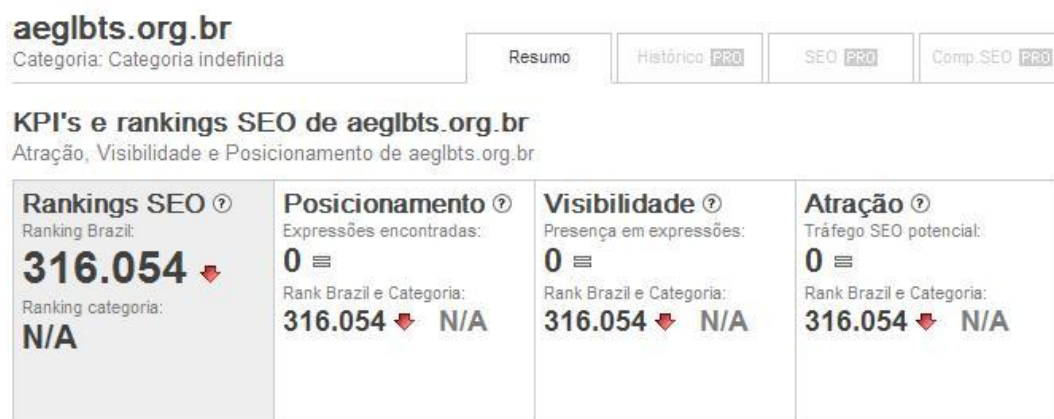 aeglbts.org.br
Categoria: Categoria indefinida
Resumo
Histórico PRO
SEO PRO
Comp.SEO PRO
KPI's e rankings SEO de aeglbts.org.br
Atração, Visibilidade e Posicionamento de aeglbts.org.br
Rankings SEO ?
Ranking Brazil:
316.054
Ranking categoria:
N/A
Posicionamento ?
Expressões encontradas:
0 =
Rank Brazil e Categoria:
316.054 N/A
Visibilidade ?
Presença em expressões:
0 =
Rank Brazil e Categoria:
316.054 N/A
Atração ?
Tráfego SEO potencial:
0 =
Rank Brazil e Categoria:
316.054 N/A